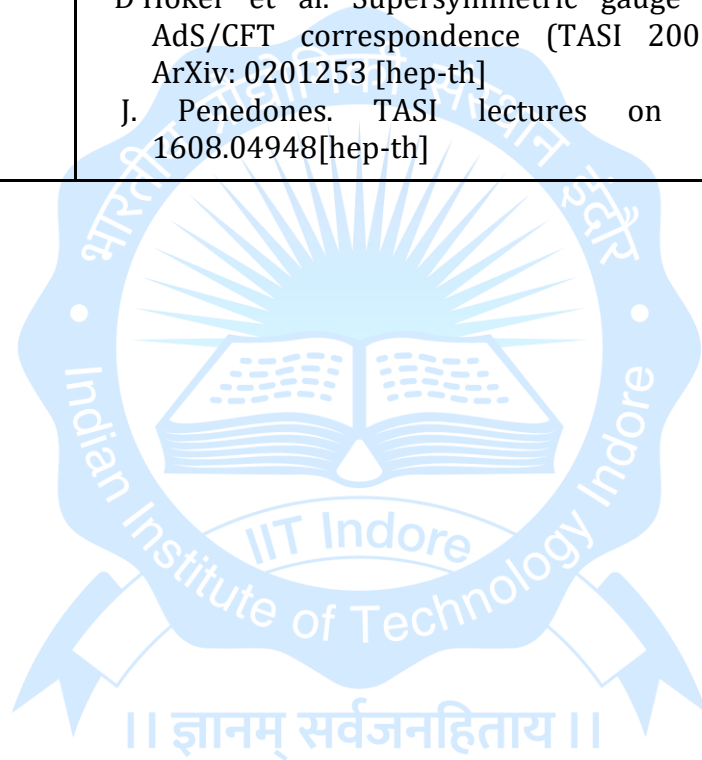 D'Hoker et al. Supersymmetric gauge
AdS/CFT correspondence (TASI 200
ArXiv: 0201253 [hep-th]
J. Penedones. TASI lectures on
1608.04948[hep-th]
भारतीय प्रौद्योगिकी संस्थान इंदौर
IIT Indore
Indian Institute of Technology Indore
।। ज्ञानम् सर्वजनहिताय ।।